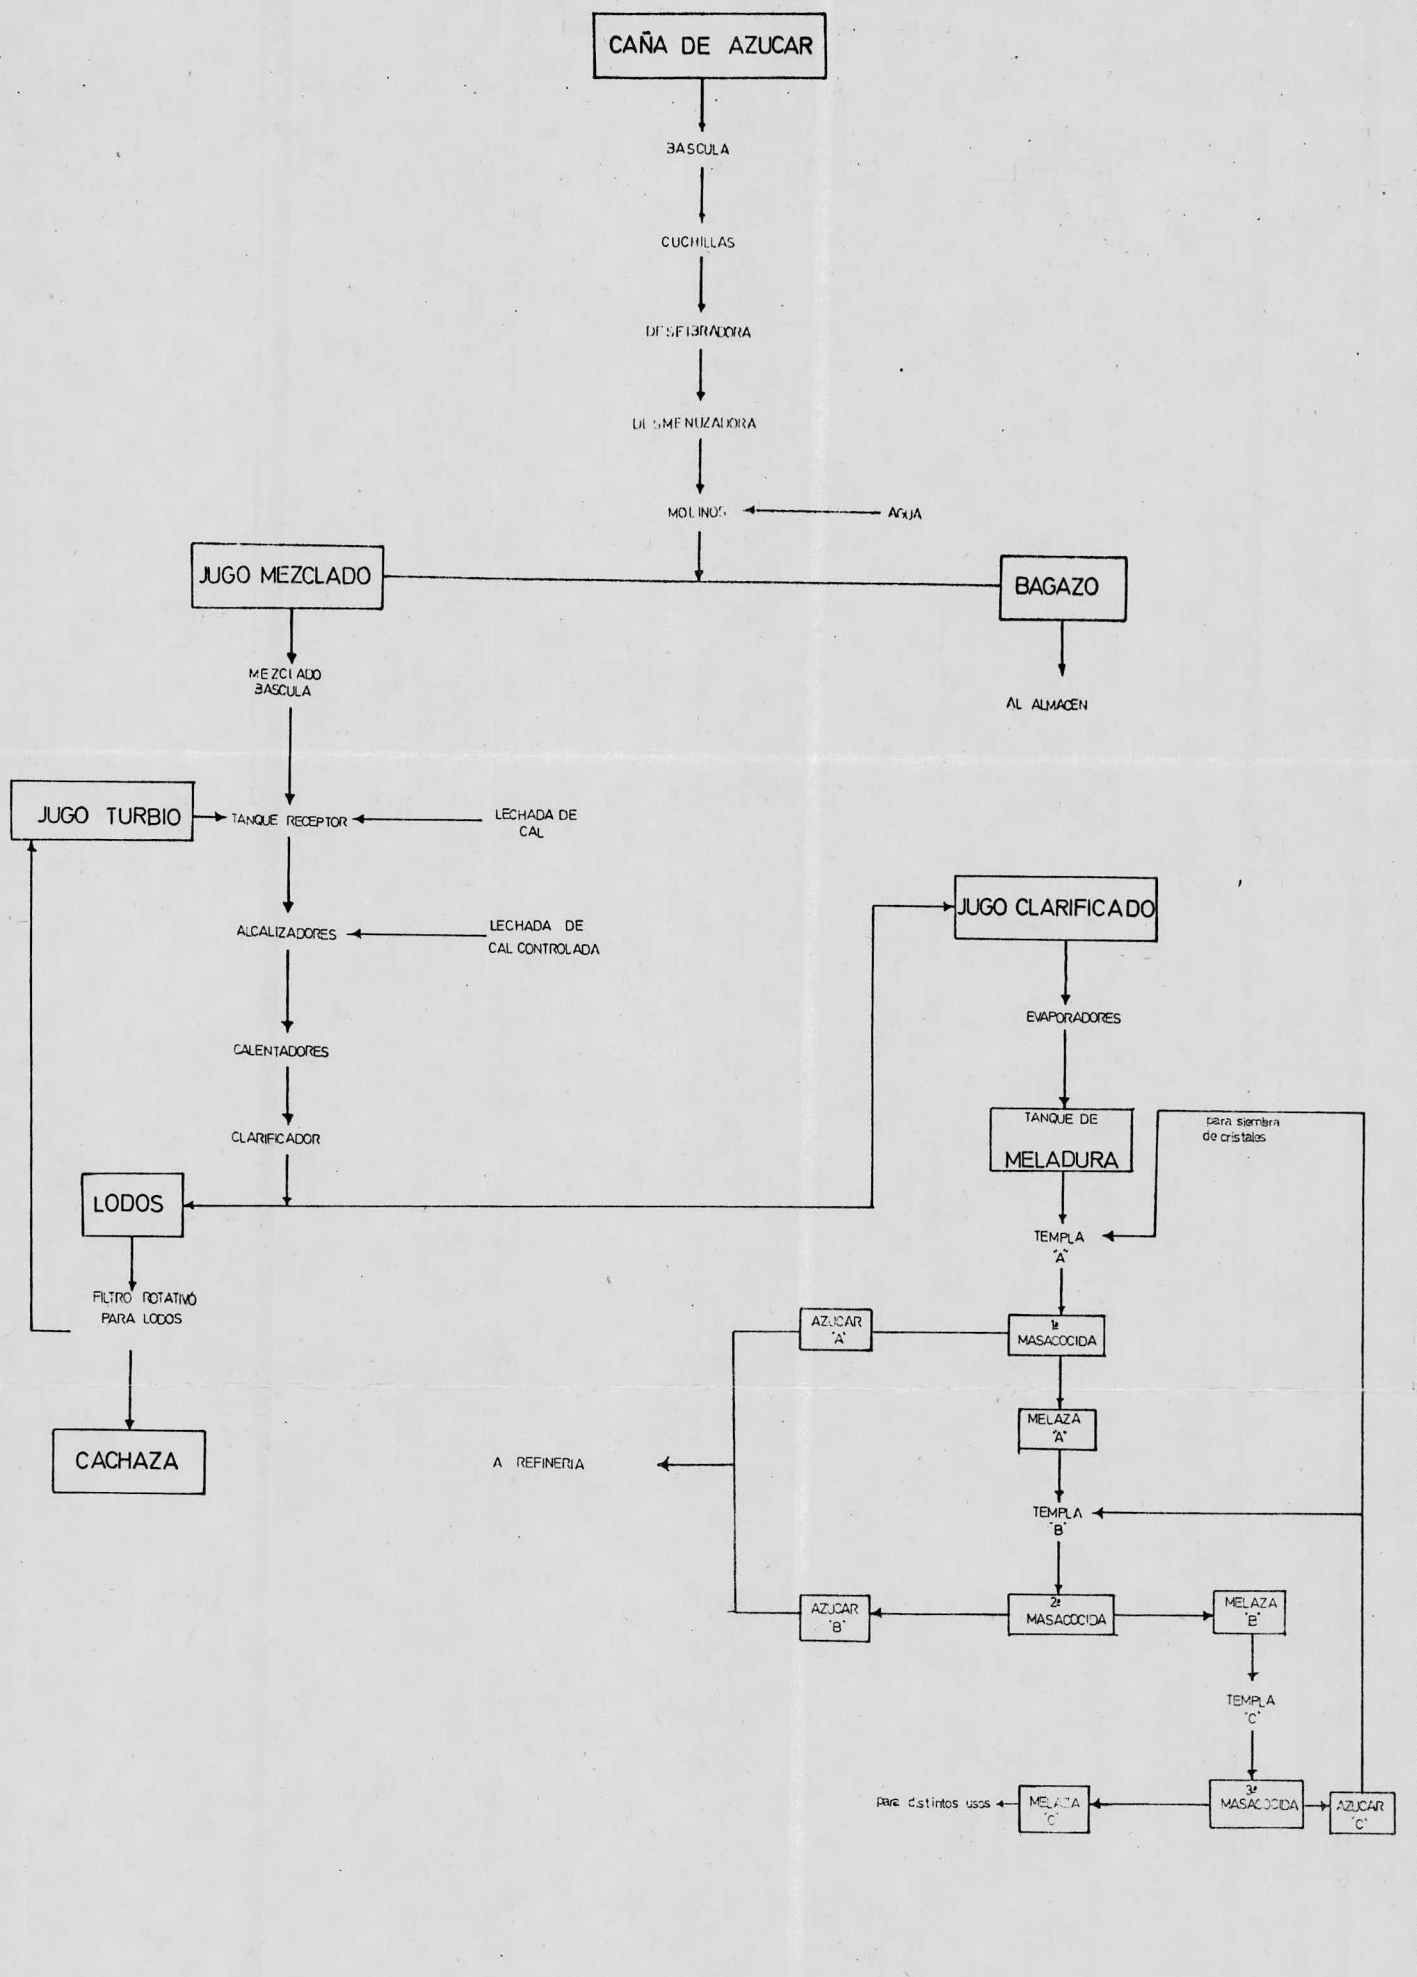 CAÑA DE AZUCAR
BASCULA
CUCHILLAS
DESFIBRADORA
DESMENUZADORA
MOLINOS
AGUA
JUGO MEZCLADO
BAGAZO
MEZCLADO
BASCULA
AL ALMACEN
JUGO TURBIO
TANQUE RECEPTOR
LECHADA DE
CAL
JUGO CLARIFICADO
ALCALIZADORES
LECHADA DE
CAL CONTROLADA
EVAPORADORES
CALENTADORES
TANQUE DE
MELADURA
para siembra
de cristales
CLARIFICADOR
LODOS
TEMPLA
"A"
FILTRO ROTATIVO
PARA LODOS
AZUCAR
"A"
1ª
MASACOCIDA
MELAZA
"A"
CACHAZA
A REFINERIA
TEMPLA
"B"
AZUCAR
"B"
2ª
MASACOCIDA
MELAZA
"B"
TEMPLA
"C"
para distintos usos
MELAZA
"C"
3ª
MASACOCIDA
AZUCAR
"C"